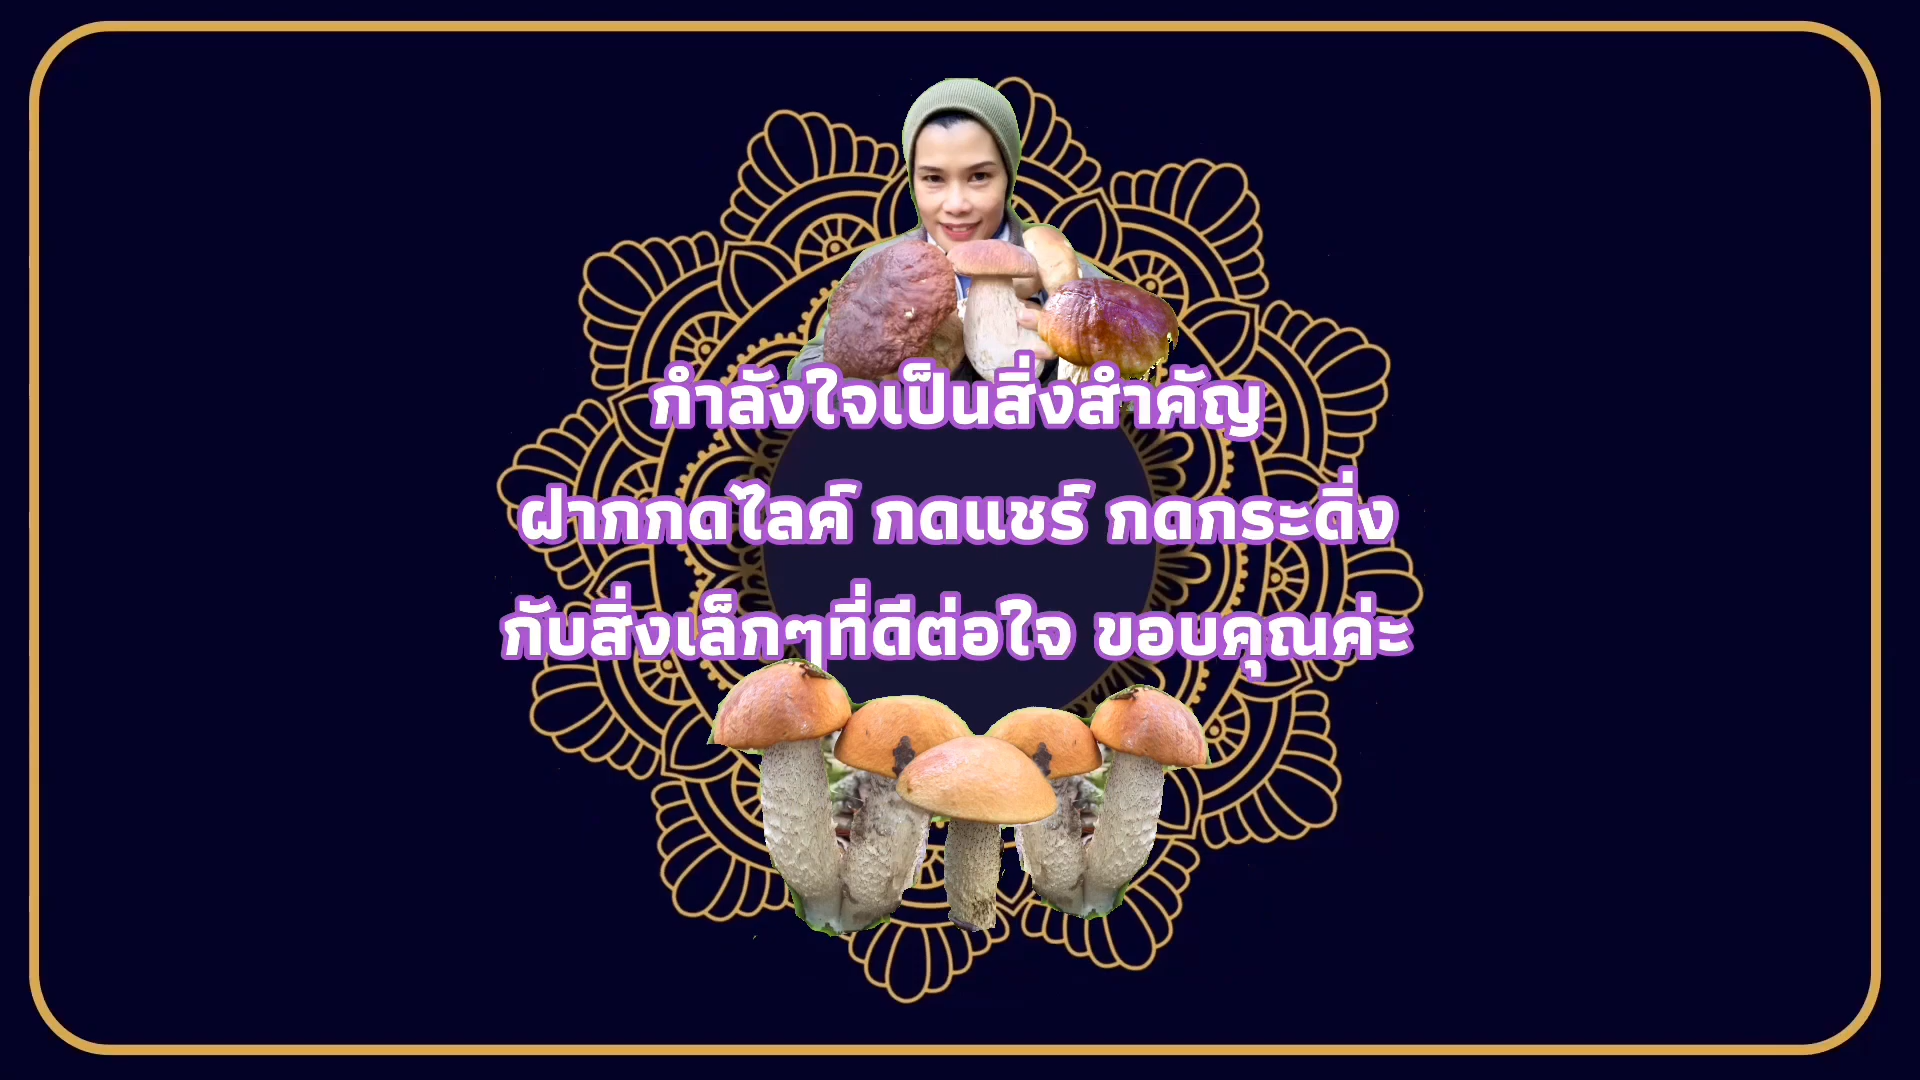 กำลังใจเป็นสิ่งสำคัญ
ฝากกดไลค์ กดแชร์ กดกระดิ่ง
กับสิ่งเล็กๆที่ดีต่อใจ ขอบคุณค่ะ